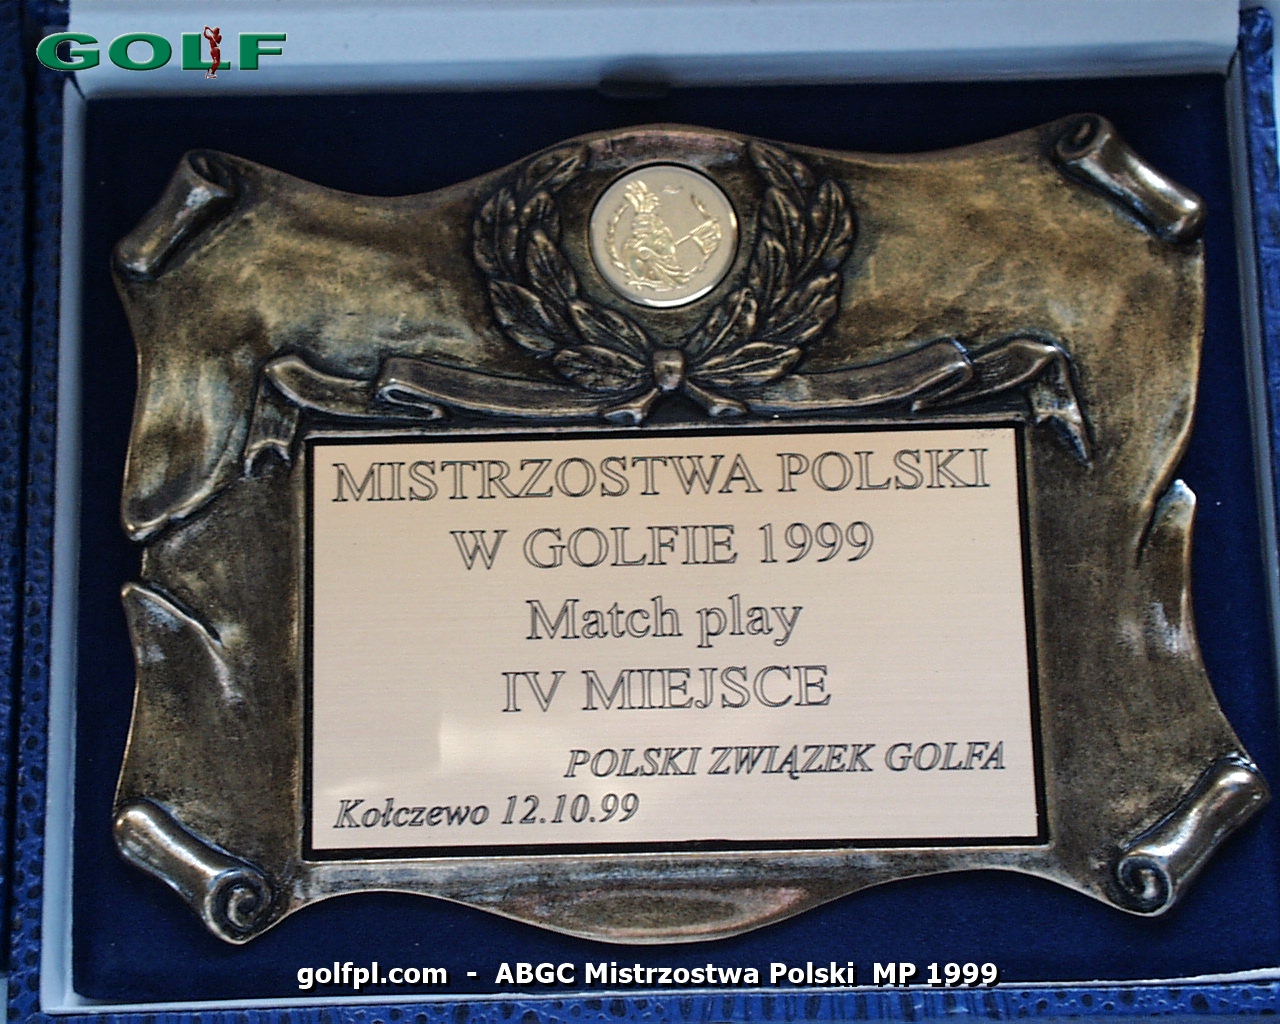 GOLF
MISTRZOSTWA POLSKI
W GOLFIE 1999
Match play
IV MIEJSCE
POLSKI ZWIĄZEK GOLFA
Kołczewo 12.10.99
golfpl.com - ABGC Mistrzostwa Polski MP 1999